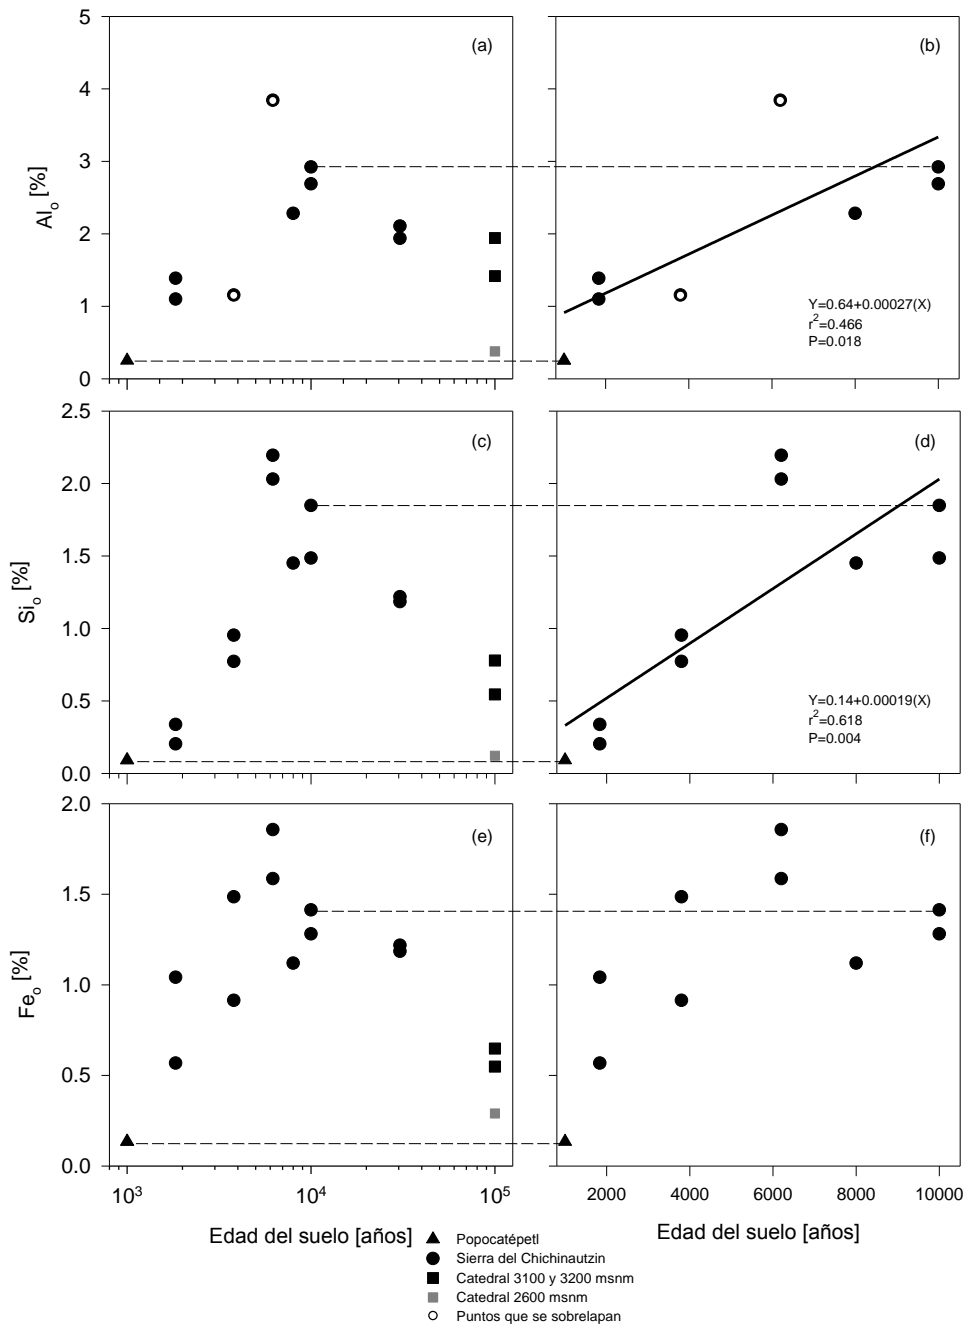 5
4
3
2
1
0
Al_o [%]
(a)
(b)
Y=0.64+0.00027(X)
r²=0.466
P=0.018
2.5
2.0
1.5
1.0
0.5
0.0
Si_o [%]
(c)
(d)
Y=0.14+0.00019(X)
r²=0.618
P=0.004
2.0
1.5
1.0
0.5
0.0
Fe_o [%]
(e)
(f)
10³ 10⁴ 10⁵
2000 4000 6000 8000 10000
Edad del suelo [años]
Edad del suelo [años]
Popocatépetl
Sierra del Chichinautzin
Catedral 3100 y 3200 msnm
Catedral 2600 msnm
Puntos que se sobrelapan